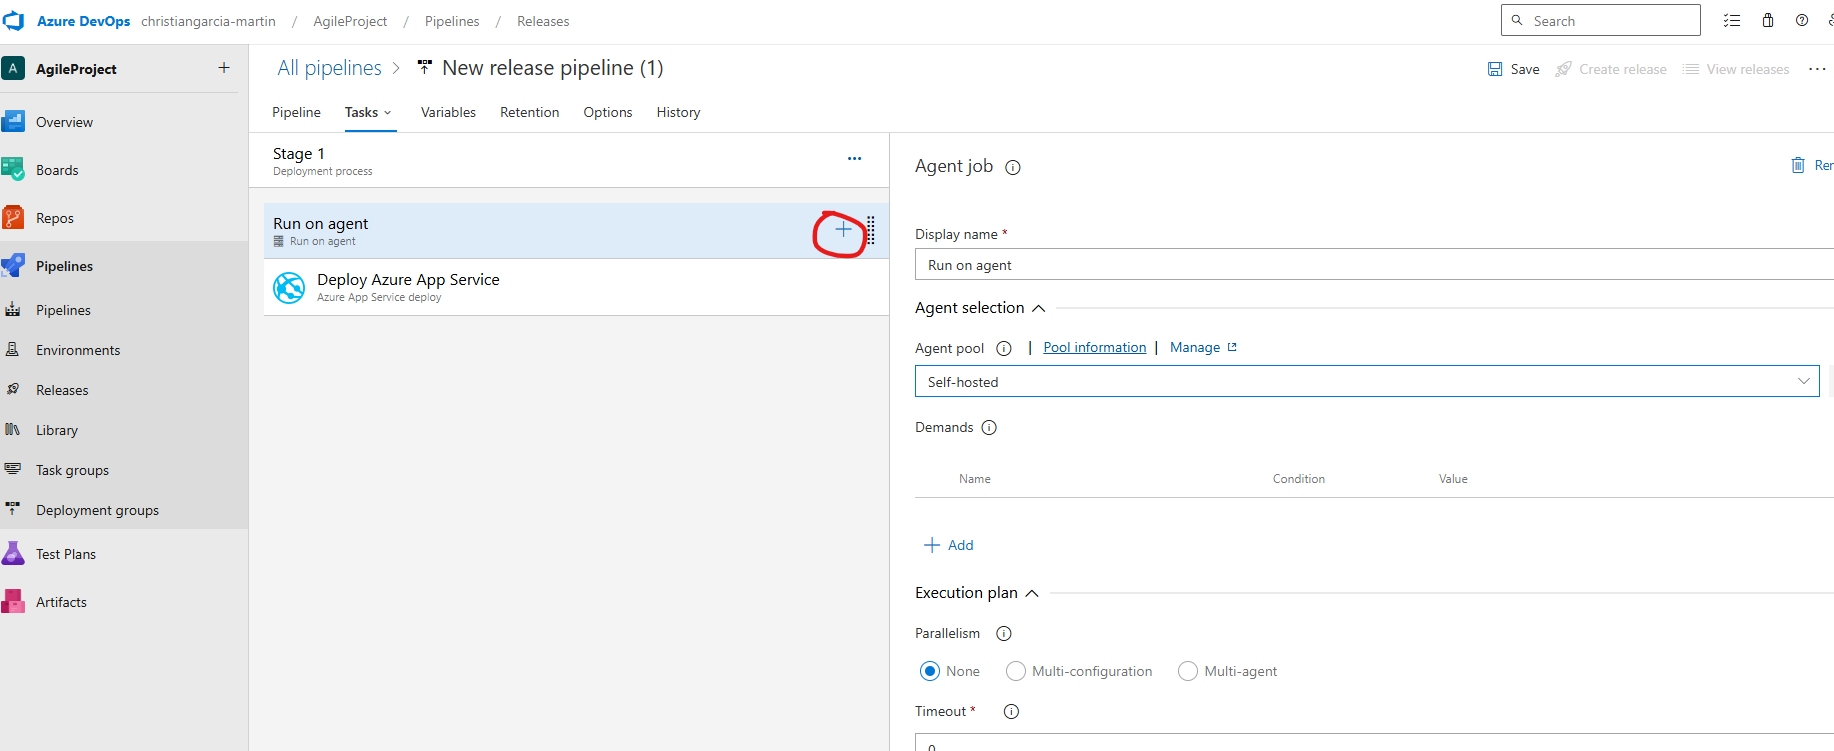 Azure DevOps christiangarcia-martin / AgileProject / Pipelines / Releases
Search
A AgileProject +
Overview
Boards
Repos
Pipelines
Pipelines
Environments
Releases
Library
Task groups
Deployment groups
Test Plans
Artifacts
All pipelines > New release pipeline (1)
Save Create release View releases ...
Pipeline Tasks Variables Retention Options History
Stage 1
Deployment process
Run on agent
Run on agent
Deploy Azure App Service
Azure App Service deploy
Agent job
Rer
Display name *
Run on agent
Agent selection
Agent pool | Pool information | Manage
Self-hosted
Demands
Name Condition Value
+ Add
Execution plan
Parallelism
None Multi-configuration Multi-agent
Timeout *
0